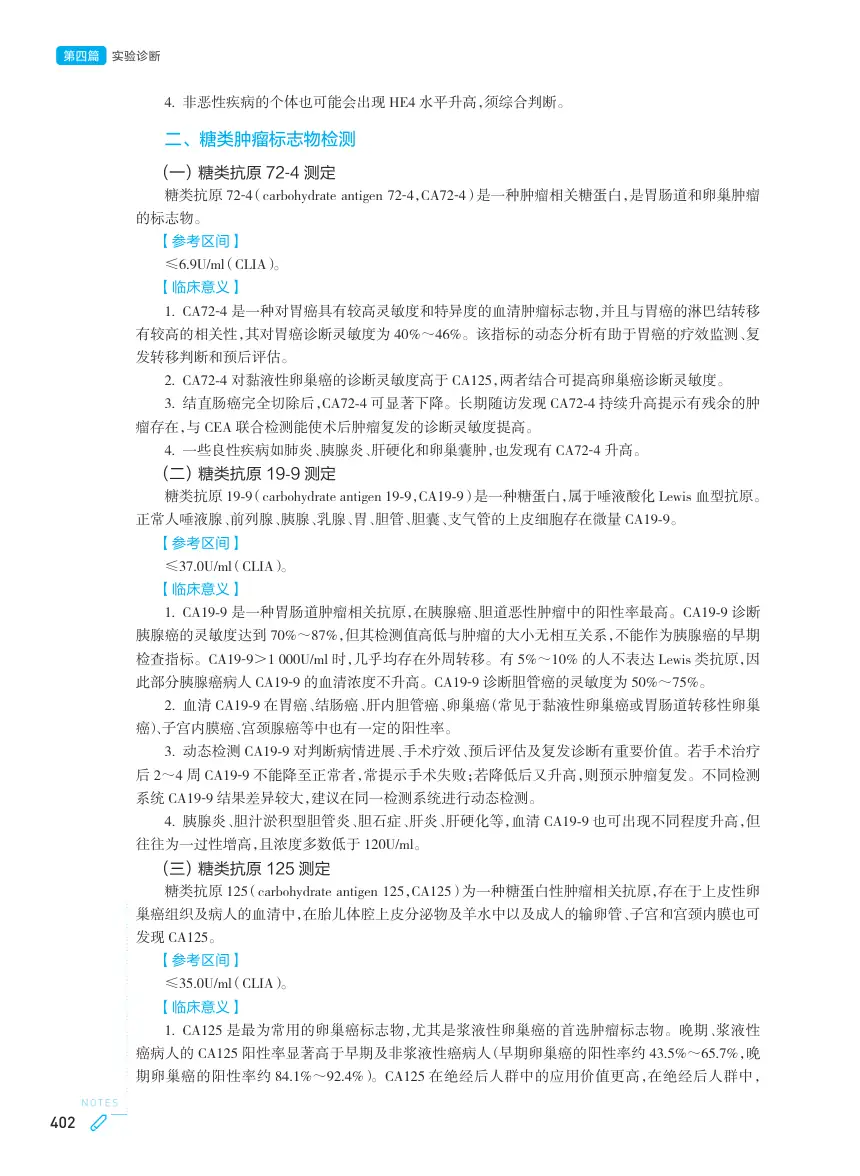 第四篇 实验诊断
4. 非恶性疾病的个体也可能会出现 HE4 水平升高,须综合判断。
二、糖类肿瘤标志物检测
(一) 糖类抗原 72-4 测定
糖类抗原 72-4(carbohydrate antigen 72-4,CA72-4)是一种肿瘤相关糖蛋白,是胃肠道和卵巢肿瘤
的标志物。
【参考区间】
≤6.9U/ml(CLIA)。
【临床意义】
1. CA72-4 是一种对胃癌具有较高灵敏度和特异度的血清肿瘤标志物,并且与胃癌的淋巴结转移
有较高的相关性,其对胃癌诊断灵敏度为 40%~46%。该指标的动态分析有助于胃癌的疗效监测、复
发转移判断和预后评估。
2. CA72-4 对黏液性卵巢癌的诊断灵敏度高于 CA125,两者结合可提高卵巢癌诊断灵敏度。
3. 结直肠癌完全切除后,CA72-4 可显著下降。长期随访发现 CA72-4 持续升高提示有残余的肿
瘤存在,与 CEA 联合检测能使术后肿瘤复发的诊断灵敏度提高。
4. 一些良性疾病如肺炎、胰腺炎、肝硬化和卵巢囊肿,也发现有 CA72-4 升高。
(二) 糖类抗原 19-9 测定
糖类抗原 19-9(carbohydrate antigen 19-9,CA19-9)是一种糖蛋白,属于唾液酸化 Lewis 血型抗原。
正常人唾液腺、前列腺、胰腺、乳腺、胃、胆管、胆囊、支气管的上皮细胞存在微量 CA19-9。
【参考区间】
≤37.0U/ml(CLIA)。
【临床意义】
1. CA19-9 是一种胃肠道肿瘤相关抗原,在胰腺癌、胆道恶性肿瘤中的阳性率最高。CA19-9 诊断
胰腺癌的灵敏度达到 70%~87%,但其检测值高低与肿瘤的大小无相互关系,不能作为胰腺癌的早期
检查指标。CA19-9>1 000U/ml 时,几乎均存在外周转移。有 5%~10% 的人不表达 Lewis 类抗原,因
此部分胰腺癌病人 CA19-9 的血清浓度不升高。CA19-9 诊断胆管癌的灵敏度为 50%~75%。
2. 血清 CA19-9 在胃癌、结肠癌、肝内胆管癌、卵巢癌(常见于黏液性卵巢癌或胃肠道转移性卵巢
癌)、子宫内膜癌、宫颈腺癌等中也有一定的阳性率。
3. 动态检测 CA19-9 对判断病情进展、手术疗效、预后评估及复发诊断有重要价值。若手术治疗
后 2~4 周 CA19-9 不能降至正常者,常提示手术失败;若降低后又升高,则预示肿瘤复发。不同检测
系统 CA19-9 结果差异较大,建议在同一检测系统进行动态检测。
4. 胰腺炎、胆汁淤积型胆管炎、胆石症、肝炎、肝硬化等,血清 CA19-9 也可出现不同程度升高,但
往往为一过性增高,且浓度多数低于 120U/ml。
(三) 糖类抗原 125 测定
糖类抗原 125(carbohydrate antigen 125,CA125)为一种糖蛋白性肿瘤相关抗原,存在于上皮性卵
巢癌组织及病人的血清中,在胎儿体腔上皮分泌物及羊水中以及成人的输卵管、子宫和宫颈内膜也可
发现 CA125。
【参考区间】
≤35.0U/ml(CLIA)。
【临床意义】
1. CA125 是最为常用的卵巢癌标志物,尤其是浆液性卵巢癌的首选肿瘤标志物。晚期、浆液性
癌病人的 CA125 阳性率显著高于早期及非浆液性癌病人(早期卵巢癌的阳性率约 43.5%~65.7%,晚
期卵巢癌的阳性率约 84.1%~92.4%)。CA125 在绝经后人群中的应用价值更高,在绝经后人群中,
NOTES
402